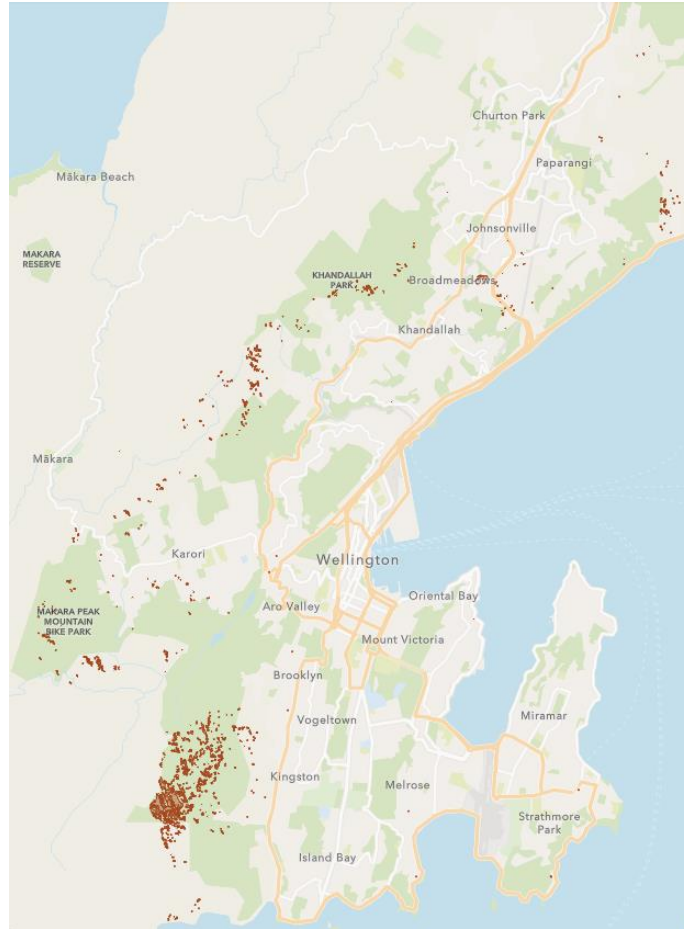 Churton Park
Paparangi
Mākara Beach
Johnsonville
MAKARA
RESERVE
KHANDALLAH
PARK
Broadmeadows
Khandallah
Mākara
Karori
Wellington
Aro Valley
Oriental Bay
MAKARA PEAK
MOUNTAIN
BIKE PARK
Mount Victoria
Brooklyn
Vogeltown
Miramar
Kingston
Melrose
Strathmore
Park
Island Bay